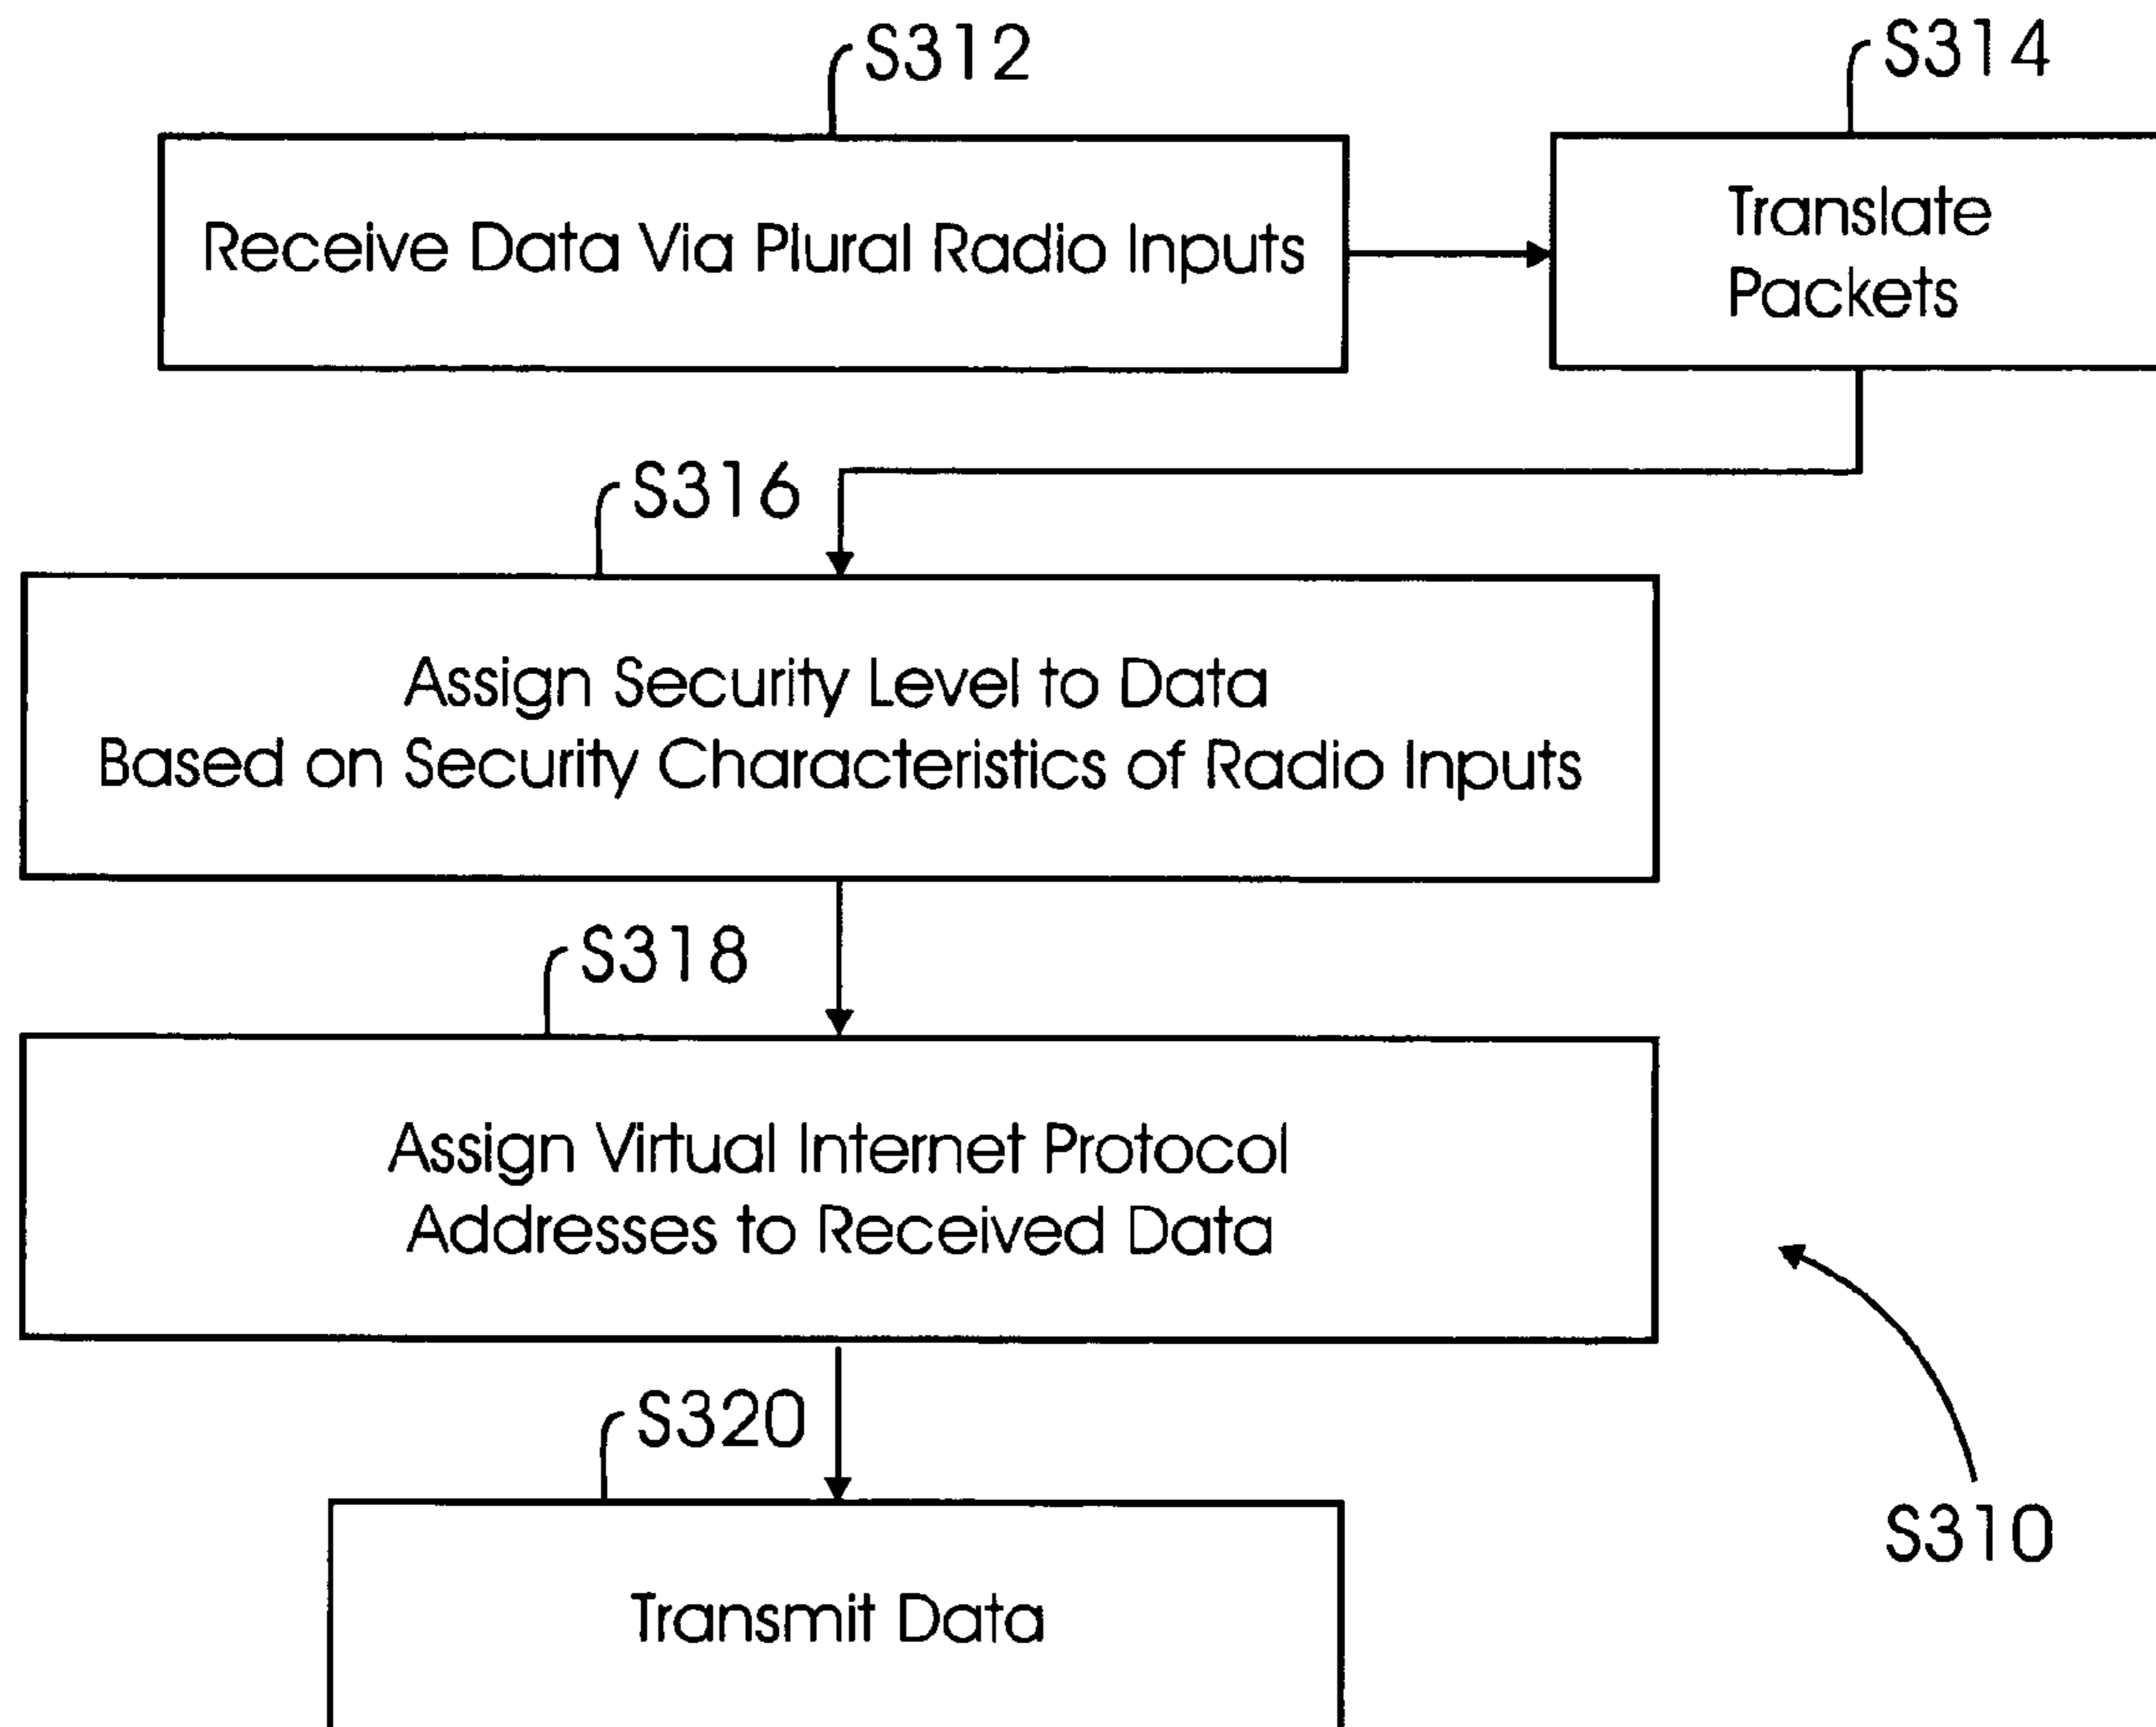 S312
S314
Receive Data Via Plural Radio Inputs
Translate
Packets
S316
Assign Security Level to Data
Based on Security Characteristics of Radio Inputs
S318
Assign Virtual Internet Protocol
Addresses to Received Data
S320
S310
Transmit Data